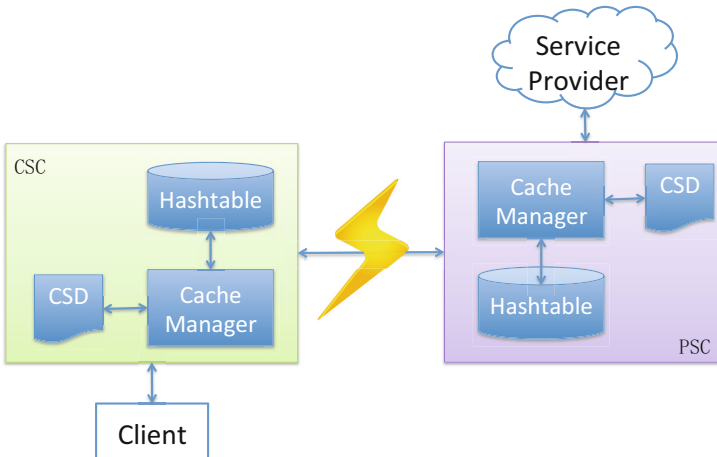 Service
Provider
CSC
Hashtable
CSD
Cache
Manager
Client
Cache
Manager
CSD
Hashtable
PSC